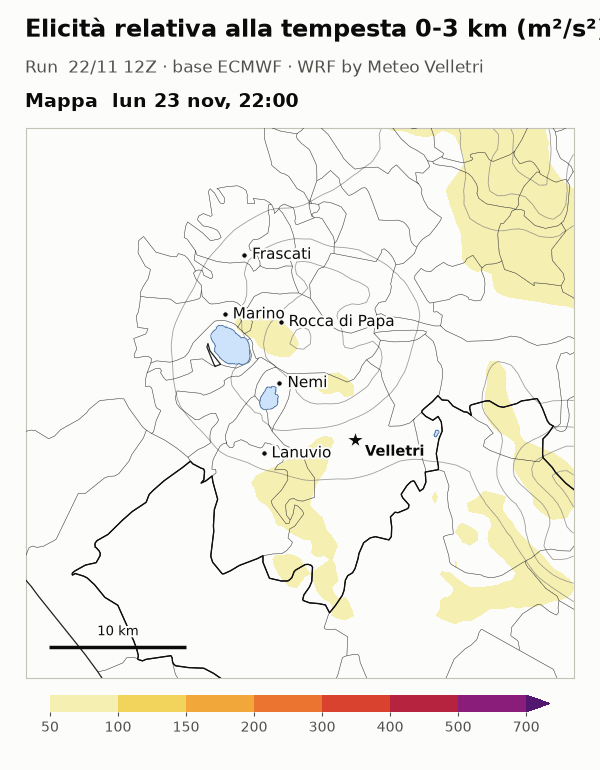 Elicità relativa alla tempesta 0-3 km (m²/s²)
Run 22/11 12Z · base ECMWF · WRF by Meteo Velletri
Mappa lun 23 nov, 22:00
Frascati
Marino
Rocca di Papa
Nemi
Velletri
Lanuvio
10 km
50 100 150 200 300 400 500 700